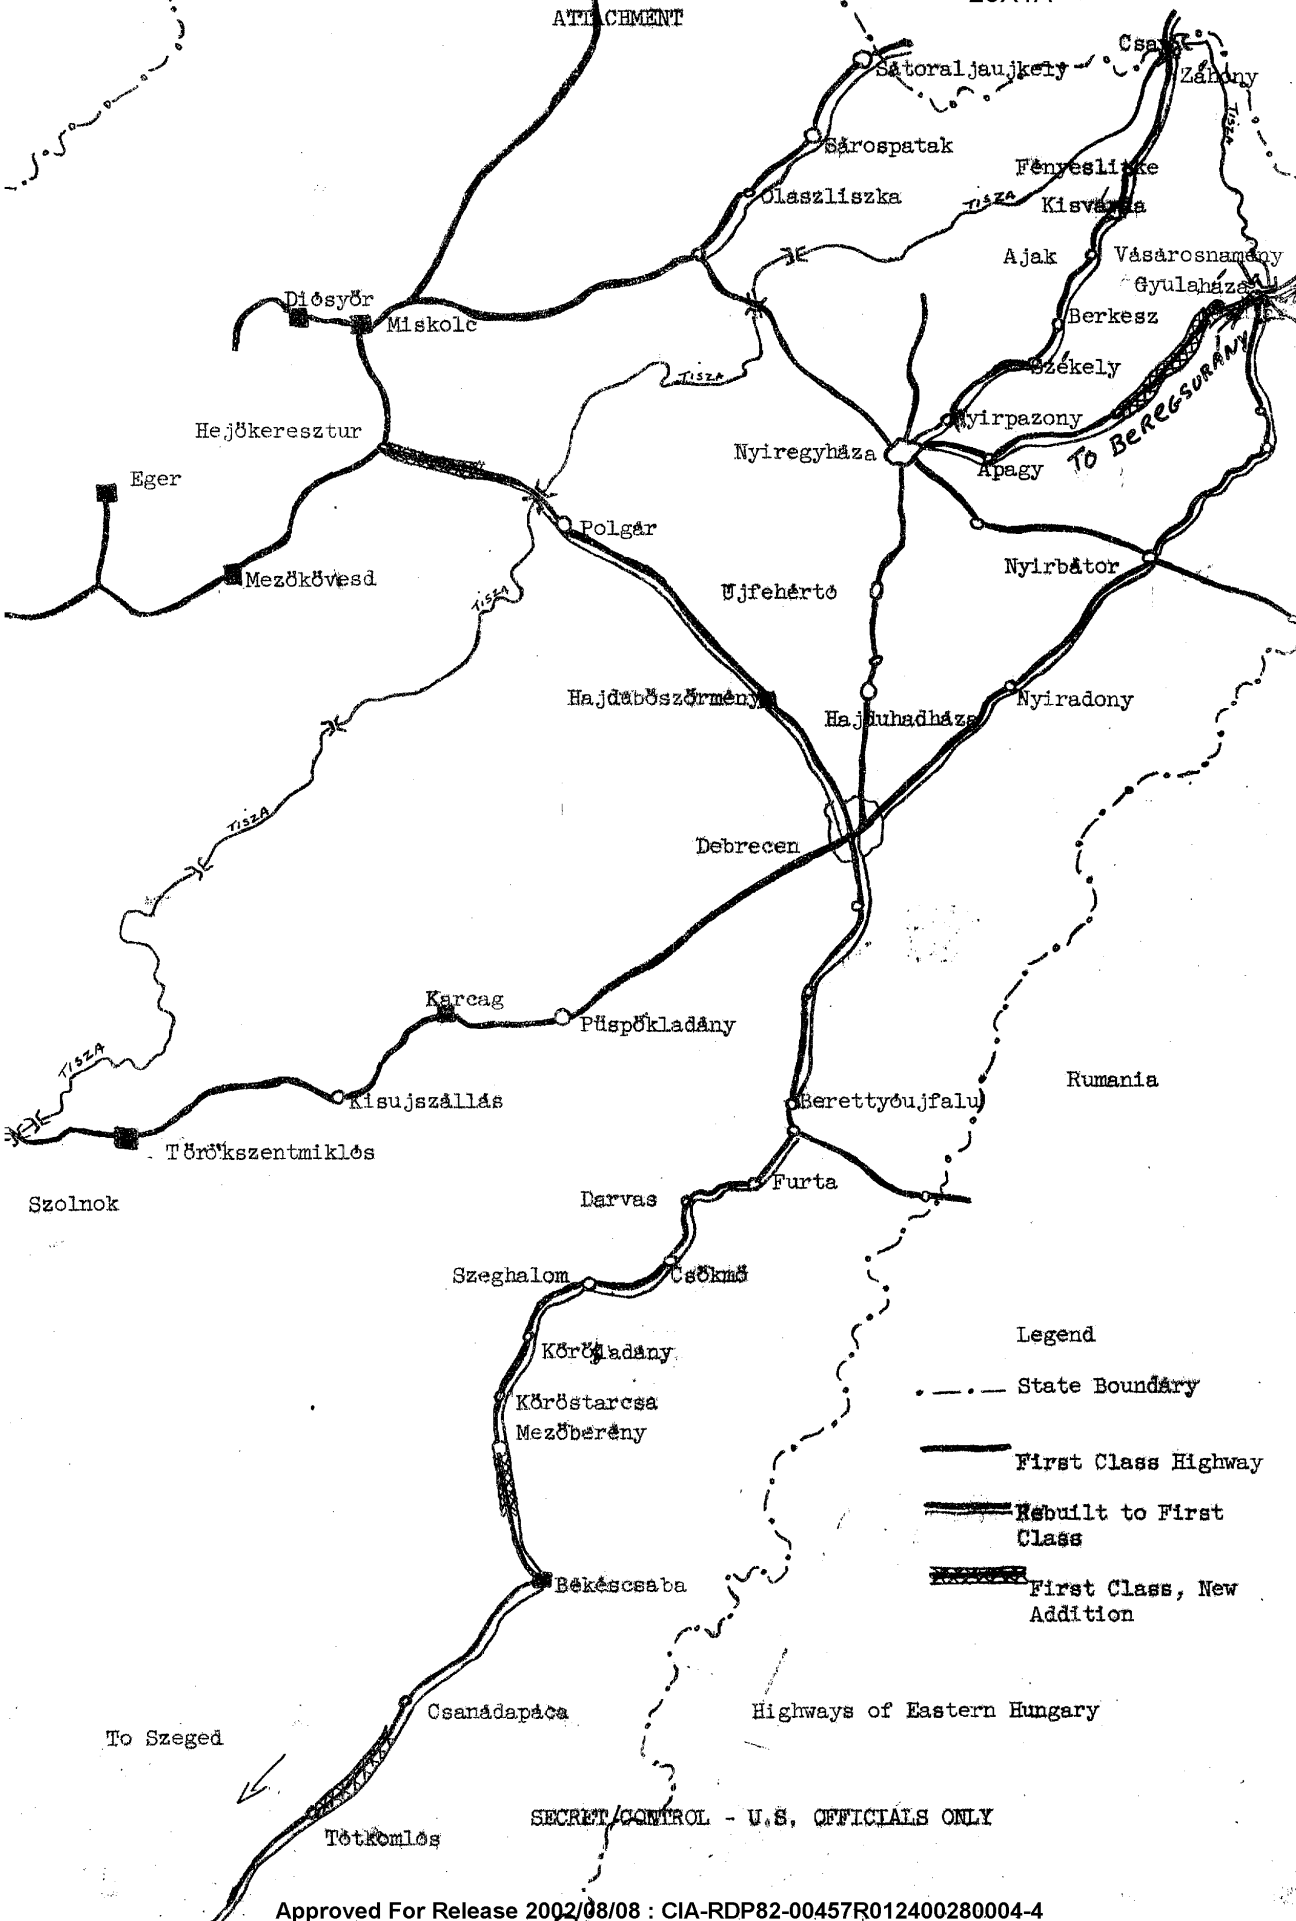 ATTACHMENT
Csap
Sátoraljaujkely
Záhony
TISZA
Sárospatak
Fényeslitke
Olaszliszka
TISZA
Kisvárda
Ajak
Vásárosnamény
Gyulaháza
Diósyőr
Miskolc
Berkesz
Székely
TISZA
Nyirpazony
TO BEREGSURÁNY
Hejőkeresztur
Nyiregyháza
Apagy
Eger
Polgár
Nyirbátor
Mezőkövesd
Ujfehértó
TISZA
Hajduböszörmény
Nyiradony
Hajduhadháza
TISZA
Debrecen
Karcag
Püspökladány
TISZA
Rumania
Kisujszállás
Berettyóujfalu
Törökszentmiklós
Furta
Szolnok
Darvas
Szeghalom
Csökmő
Legend
Körösladány
State Boundary
Köröstarcsa
Mezőberény
First Class Highway
Rebuilt to First
Class
Békéscsaba
First Class, New
Addition
Csanádapáca
Highways of Eastern Hungary
To Szeged
SECRET/CONTROL - U.S. OFFICIALS ONLY
Tótkomlós
Approved For Release 2002/08/08 : CIA-RDP82-00457R012400280004-4